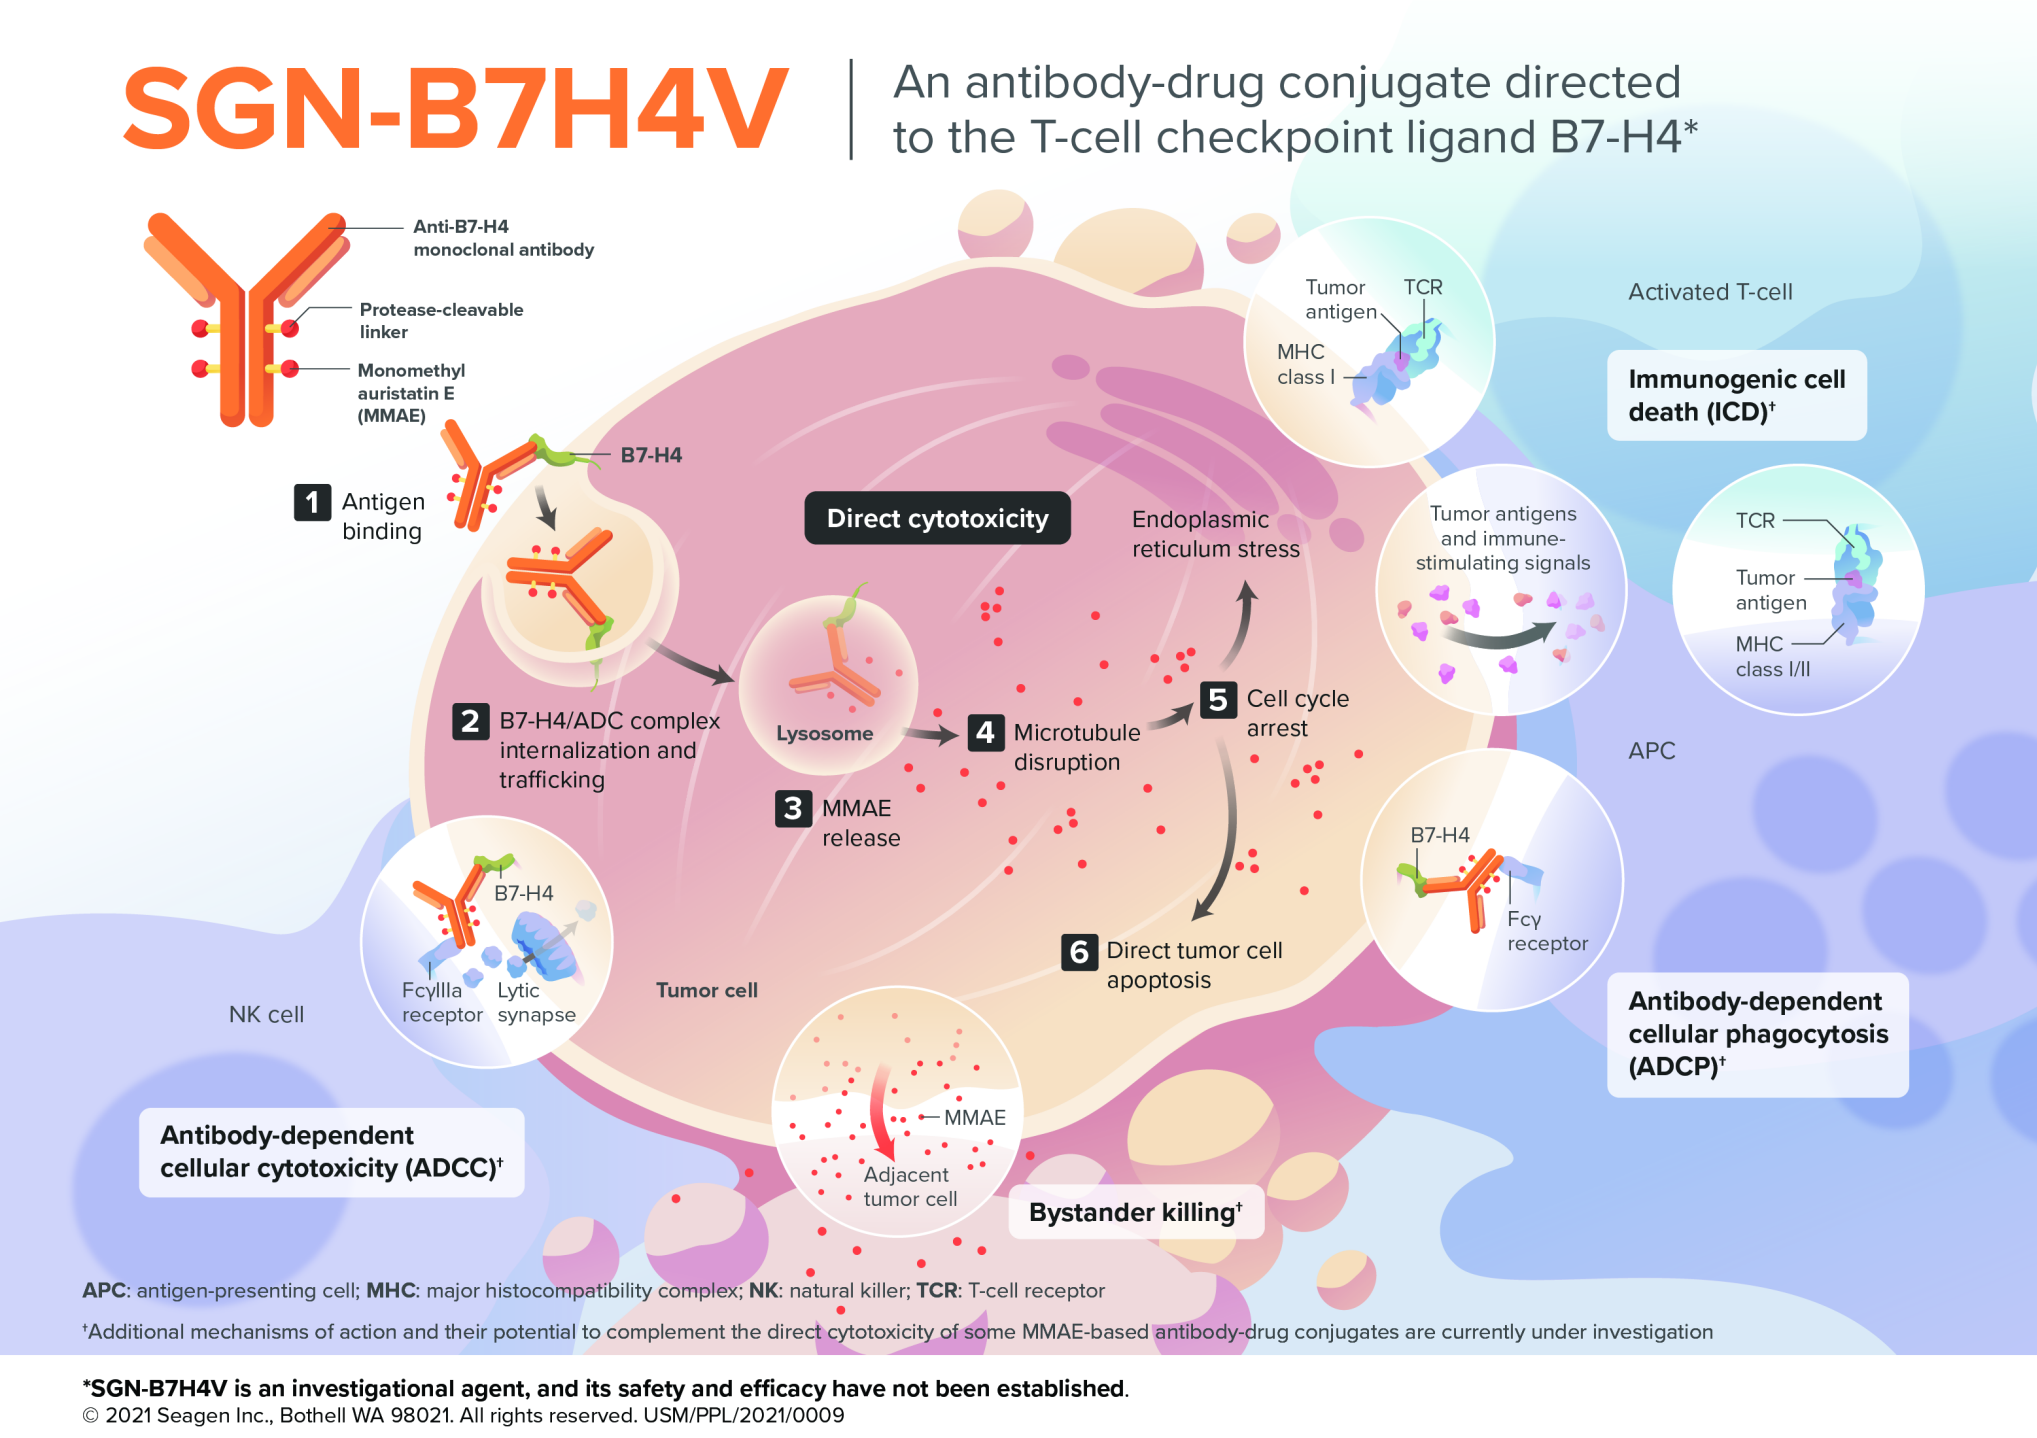 SGN-B7H4V
An antibody-drug conjugate directed
to the T-cell checkpoint ligand B7-H4*
Anti-B7-H4
monoclonal antibody
Protease-cleavable
linker
Monomethyl
auristatin E
(MMAE)
B7-H4
1 Antigen
binding
2 B7-H4/ADC complex
internalization and
trafficking
Direct cytotoxicity
Lysosome
3 MMAE
release
4 Microtubule
disruption
5 Cell cycle
arrest
Endoplasmic
reticulum stress
6 Direct tumor cell
apoptosis
Tumor cell
Tumor
antigen
TCR
MHC
class I
Activated T-cell
Immunogenic cell
death (ICD)†
Tumor antigens
and immune-
stimulating signals
TCR
Tumor
antigen
MHC
class I/II
APC
B7-H4
Fcγ
receptor
Antibody-dependent
cellular phagocytosis
(ADCP)†
B7-H4
FcγIIIa
receptor
Lytic
synapse
NK cell
Antibody-dependent
cellular cytotoxicity (ADCC)†
MMAE
Adjacent
tumor cell
Bystander killing†
APC: antigen-presenting cell; MHC: major histocompatibility complex; NK: natural killer; TCR: T-cell receptor
†Additional mechanisms of action and their potential to complement the direct cytotoxicity of some MMAE-based antibody-drug conjugates are currently under investigation
*SGN-B7H4V is an investigational agent, and its safety and efficacy have not been established.
© 2021 Seagen Inc., Bothell WA 98021. All rights reserved. USM/PPL/2021/0009